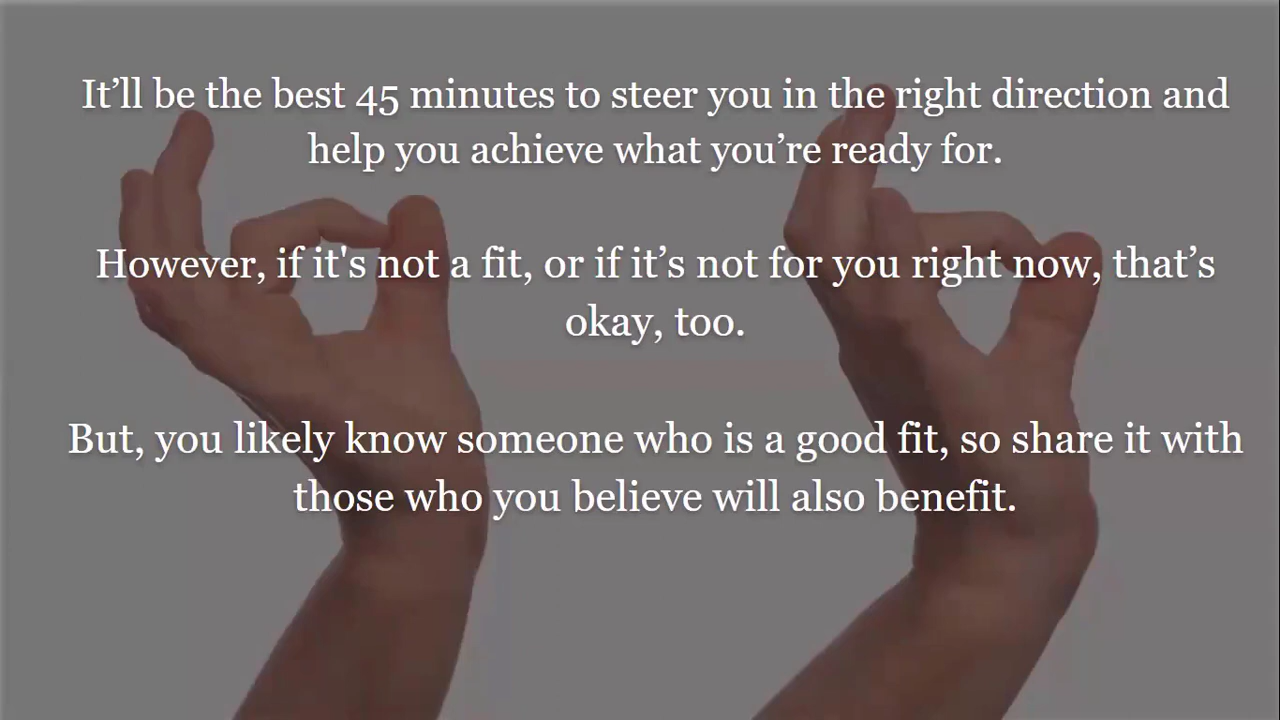 It’ll be the best 45 minutes to steer you in the right direction and
help you achieve what you’re ready for.
However, if it's not a fit, or if it’s not for you right now, that’s
okay, too.
But, you likely know someone who is a good fit, so share it with
those who you believe will also benefit.